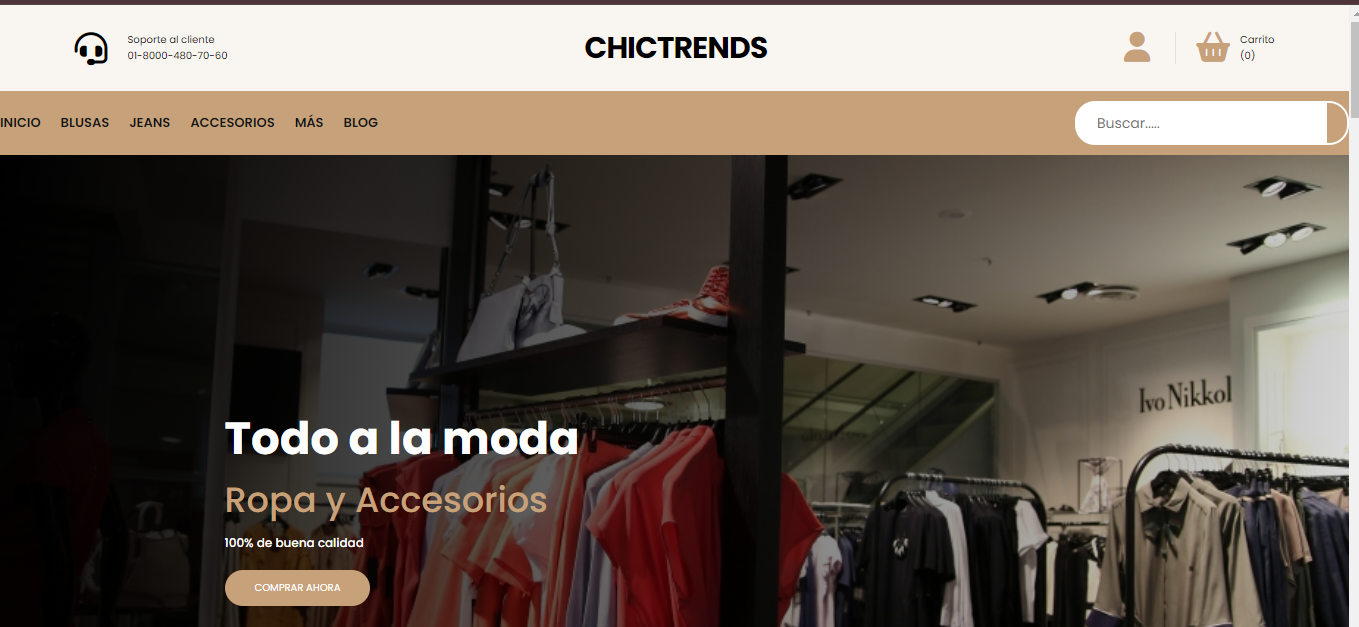 Soporte al cliente
01-8000-480-70-60
CHICTRENDS
Carrito
(0)
INICIO BLUSAS JEANS ACCESORIOS MÁS BLOG
Buscar.....
Ivo Nikkol
Todo a la moda
Ropa y Accesorios
100% de buena calidad
COMPRAR AHORA